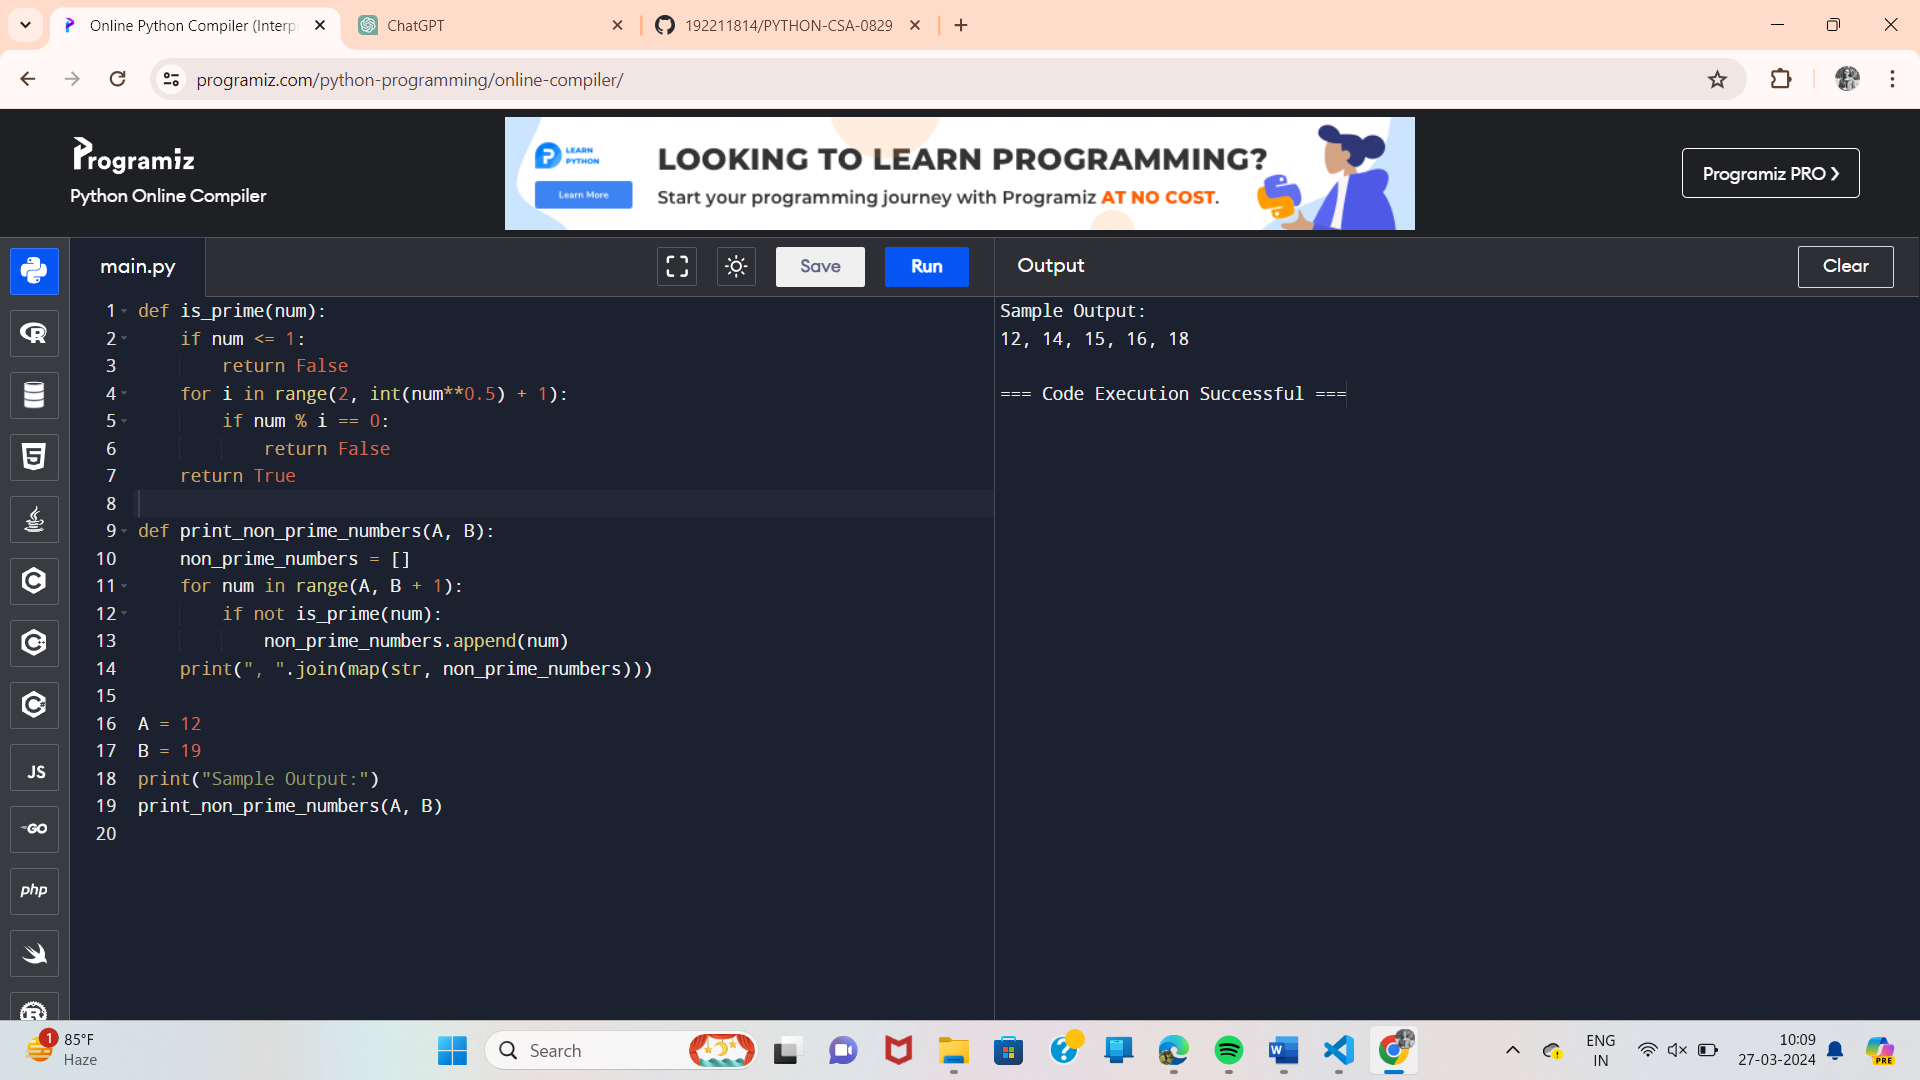 Online Python Compiler (Interp
ChatGPT
192211814/PYTHON-CSA-0829
programiz.com/python-programming/online-compiler/
Programiz
Python Online Compiler
LEARN
PYTHON
Learn More
LOOKING TO LEARN PROGRAMMING?
Start your programming journey with Programiz AT NO COST.
Programiz PRO ❯
main.py
Save
Run
Output
Clear
1 def is_prime(num):
2     if num <= 1:
3         return False
4     for i in range(2, int(num**0.5) + 1):
5         if num % i == 0:
6             return False
7     return True
8
9 def print_non_prime_numbers(A, B):
10     non_prime_numbers = []
11     for num in range(A, B + 1):
12         if not is_prime(num):
13             non_prime_numbers.append(num)
14     print(", ".join(map(str, non_prime_numbers)))
15
16 A = 12
17 B = 19
18 print("Sample Output:")
19 print_non_prime_numbers(A, B)
20
Sample Output:
12, 14, 15, 16, 18
=== Code Execution Successful ===
R
5
C
C
C
JS
GO
php
R
1
85°F
Haze
Search
ENG
IN
10:09
27-03-2024
PRE